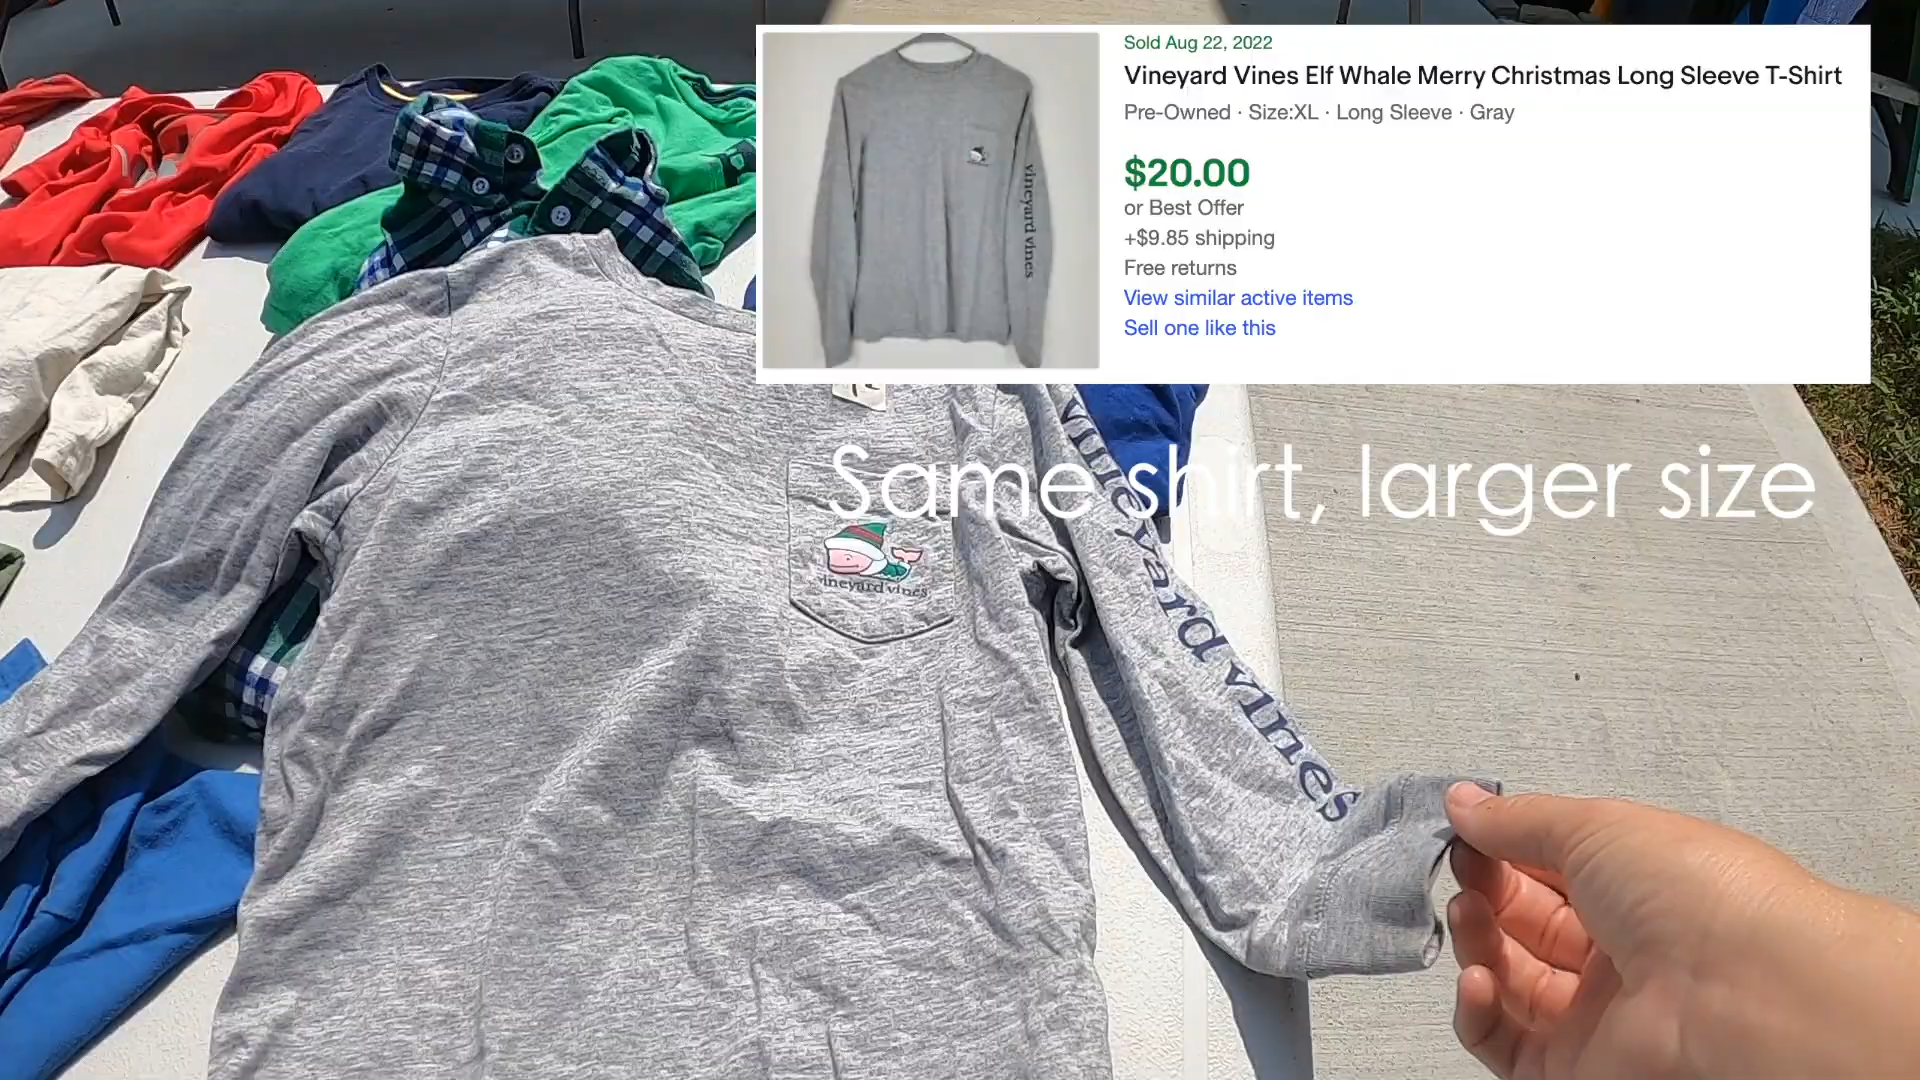 Sold Aug 22, 2022
Vineyard Vines Elf Whale Merry Christmas Long Sleeve T-Shirt
Pre-Owned · Size:XL · Long Sleeve · Gray
$20.00
or Best Offer
+$9.85 shipping
Free returns
View similar active items
Sell one like this
vineyard vines
Same shirt, larger size
vineyard vines
vineyard vines